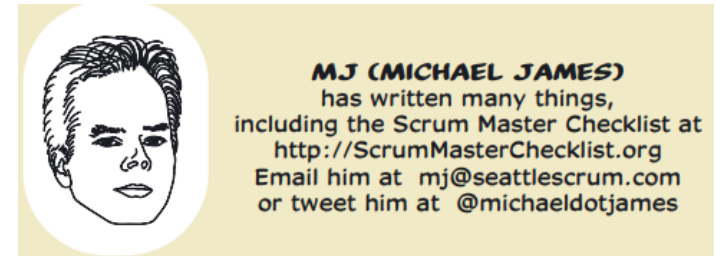 MJ (MICHAEL JAMES)
has written many things,
including the Scrum Master Checklist at
http://ScrumMasterChecklist.org
Email him at mj@seattlescrum.com
or tweet him at @michaeldotjames